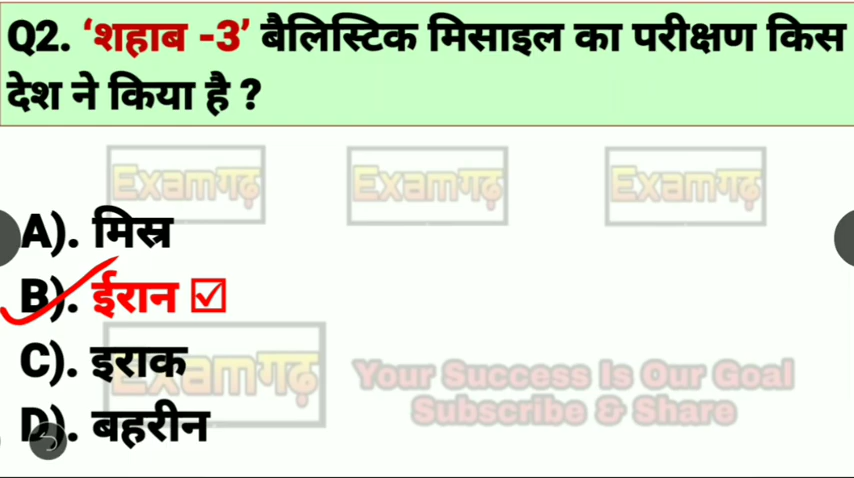 Q2. ‘शहाब -3’ बैलिस्टिक मिसाइल का परीक्षण किस
देश ने किया है ?
Examगढ़ Examगढ़ Examगढ़
A). मिस्र
B). ईरान ☑
C). इराक
Examगढ़
Your Success Is Our Goal
Subscribe & Share
D). बहरीन